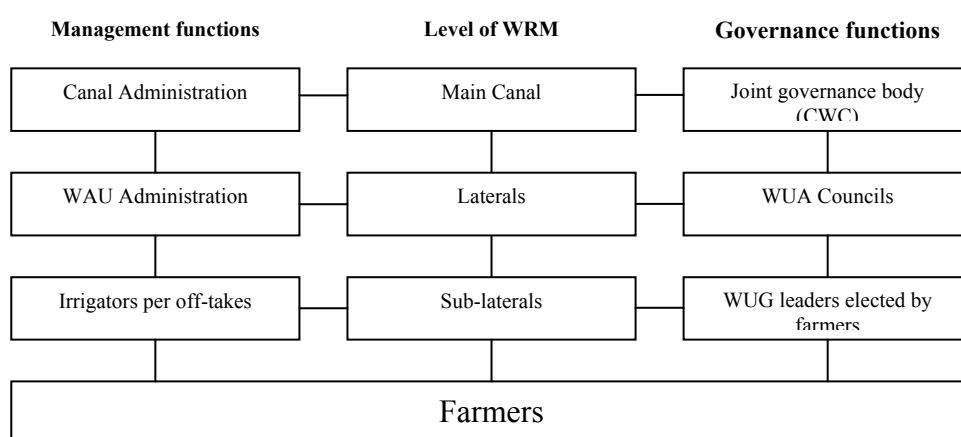 Management functions
Level of WRM
Governance functions
Canal Administration
Main Canal
Joint governance body
(CWC)
WAU Administration
Laterals
WUA Councils
Irrigators per off-takes
Sub-laterals
WUG leaders elected by
farmers
Farmers